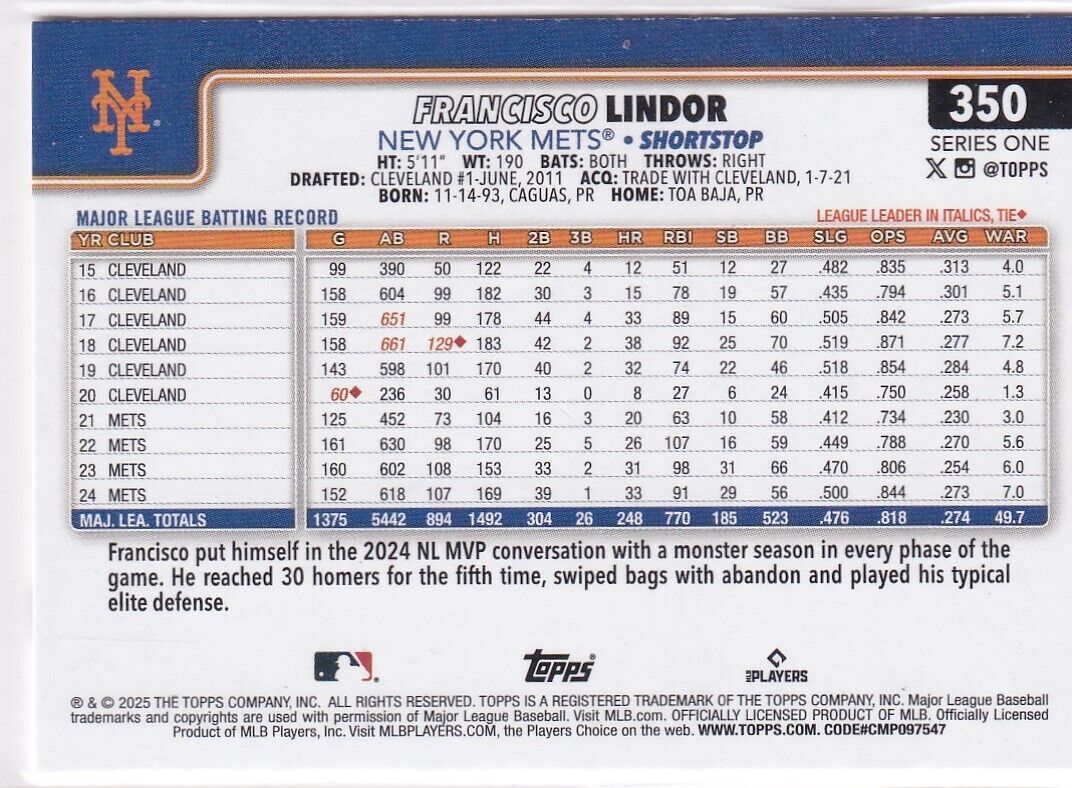 NY
FRANCISCO LINDOR
350
NEW YORK METS® • SHORTSTOP
SERIES ONE
HT: 5'11" WT: 190 BATS: BOTH THROWS: RIGHT
X @TOPPS
DRAFTED: CLEVELAND #1-JUNE, 2011 ACQ: TRADE WITH CLEVELAND, 1-7-21
BORN: 11-14-93, CAGUAS, PR HOME: TOA BAJA, PR
MAJOR LEAGUE BATTING RECORD LEAGUE LEADER IN ITALICS, TIE♦
YR CLUB G AB R H 2B 3B HR RBI SB BB SLG OPS AVG WAR
15 CLEVELAND 99 390 50 122 22 4 12 51 12 27 .482 .835 .313 4.0
16 CLEVELAND 158 604 99 182 30 3 15 78 19 57 .435 .794 .301 5.1
17 CLEVELAND 159 651 99 178 44 4 33 89 15 60 .505 .842 .273 5.7
18 CLEVELAND 158 661 129♦ 183 42 2 38 92 25 70 .519 .871 .277 7.2
19 CLEVELAND 143 598 101 170 40 2 32 74 22 46 .518 .854 .284 4.8
20 CLEVELAND 60♦ 236 30 61 13 0 8 27 6 24 .415 .750 .258 1.3
21 METS 125 452 73 104 16 3 20 63 10 58 .412 .734 .230 3.0
22 METS 161 630 98 170 25 5 26 107 16 59 .449 .788 .270 5.6
23 METS 160 602 108 153 33 2 31 98 31 66 .470 .806 .254 6.0
24 METS 152 618 107 169 39 1 33 91 29 56 .500 .844 .273 7.0
MAJ. LEA. TOTALS 1375 5442 894 1492 304 26 248 770 185 523 .476 .818 .274 49.7
Francisco put himself in the 2024 NL MVP conversation with a monster season in every phase of the
game. He reached 30 homers for the fifth time, swiped bags with abandon and played his typical
elite defense.
topps® MLB PLAYERS
® & © 2025 THE TOPPS COMPANY, INC. ALL RIGHTS RESERVED. TOPPS IS A REGISTERED TRADEMARK OF THE TOPPS COMPANY, INC. Major League Baseball
trademarks and copyrights are used with permission of Major League Baseball. Visit MLB.com. OFFICIALLY LICENSED PRODUCT OF MLB. Officially Licensed
Product of MLB Players, Inc. Visit MLBPLAYERS.COM, the Players Choice on the web. WWW.TOPPS.COM. CODE#CMP097547